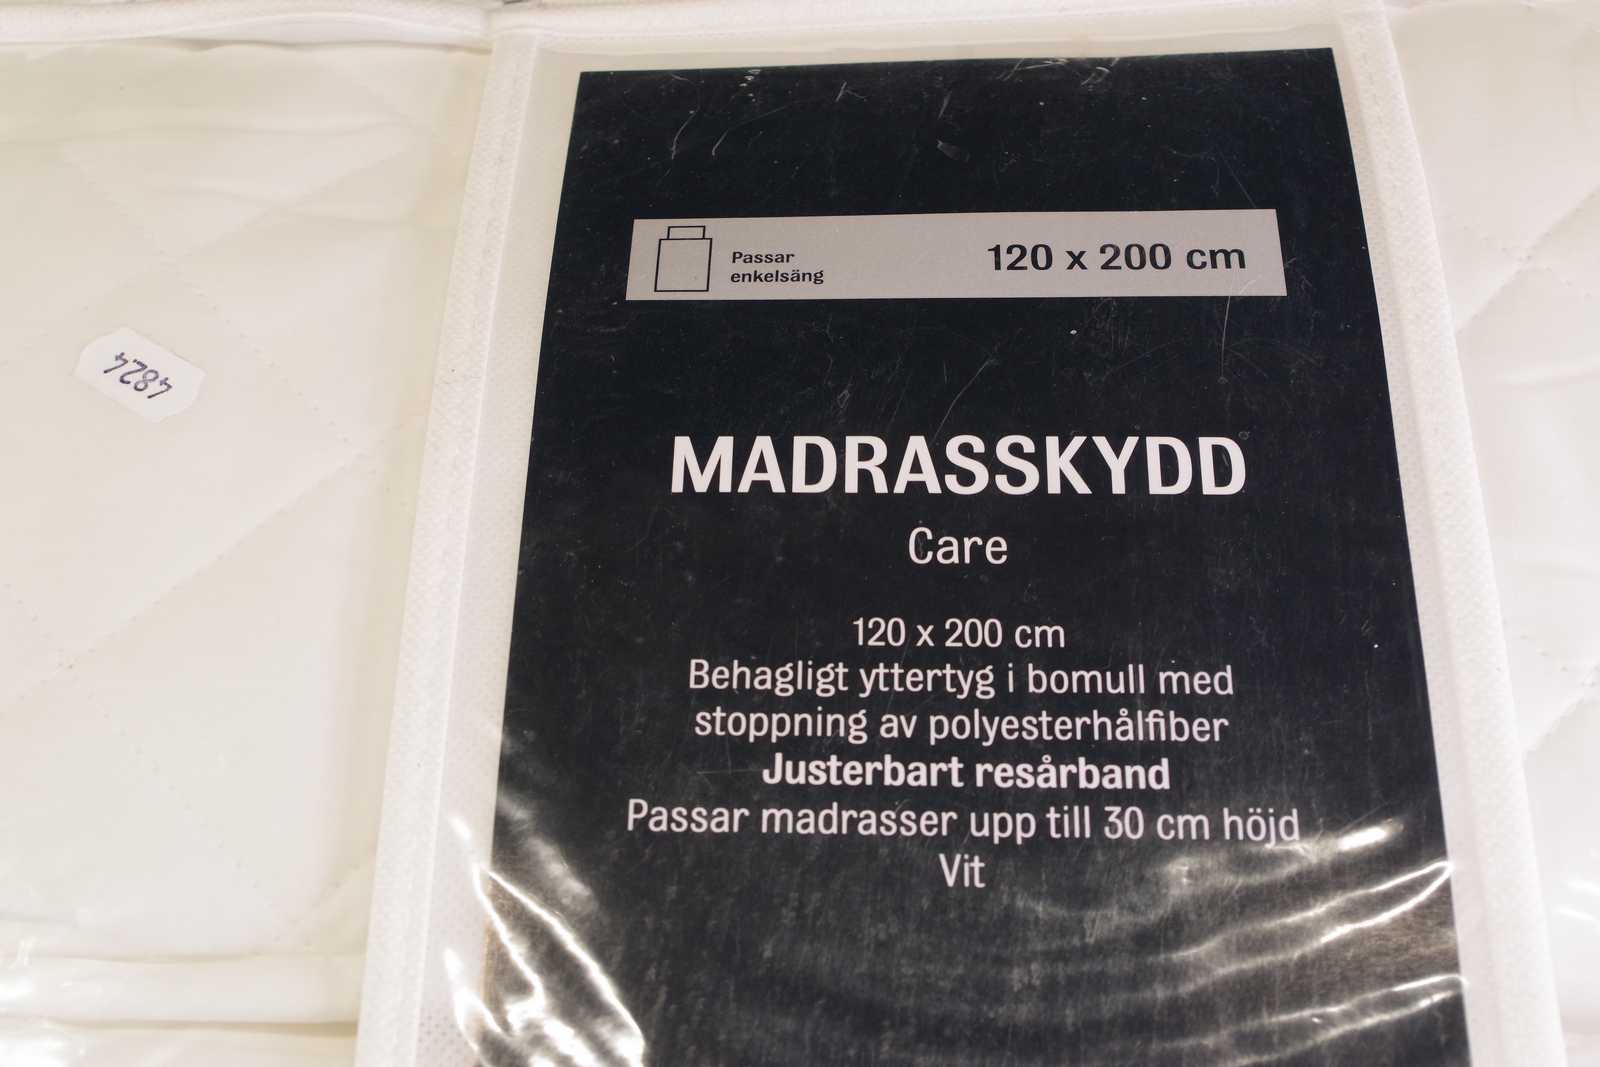 Passar
enkelsäng
120 x 200 cm
4824
MADRASSKYDD
Care
120 x 200 cm
Behagligt yttertyg i bomull med
stoppning av polyesterhålfiber
Justerbart resårband
Passar madrasser upp till 30 cm höjd
Vit